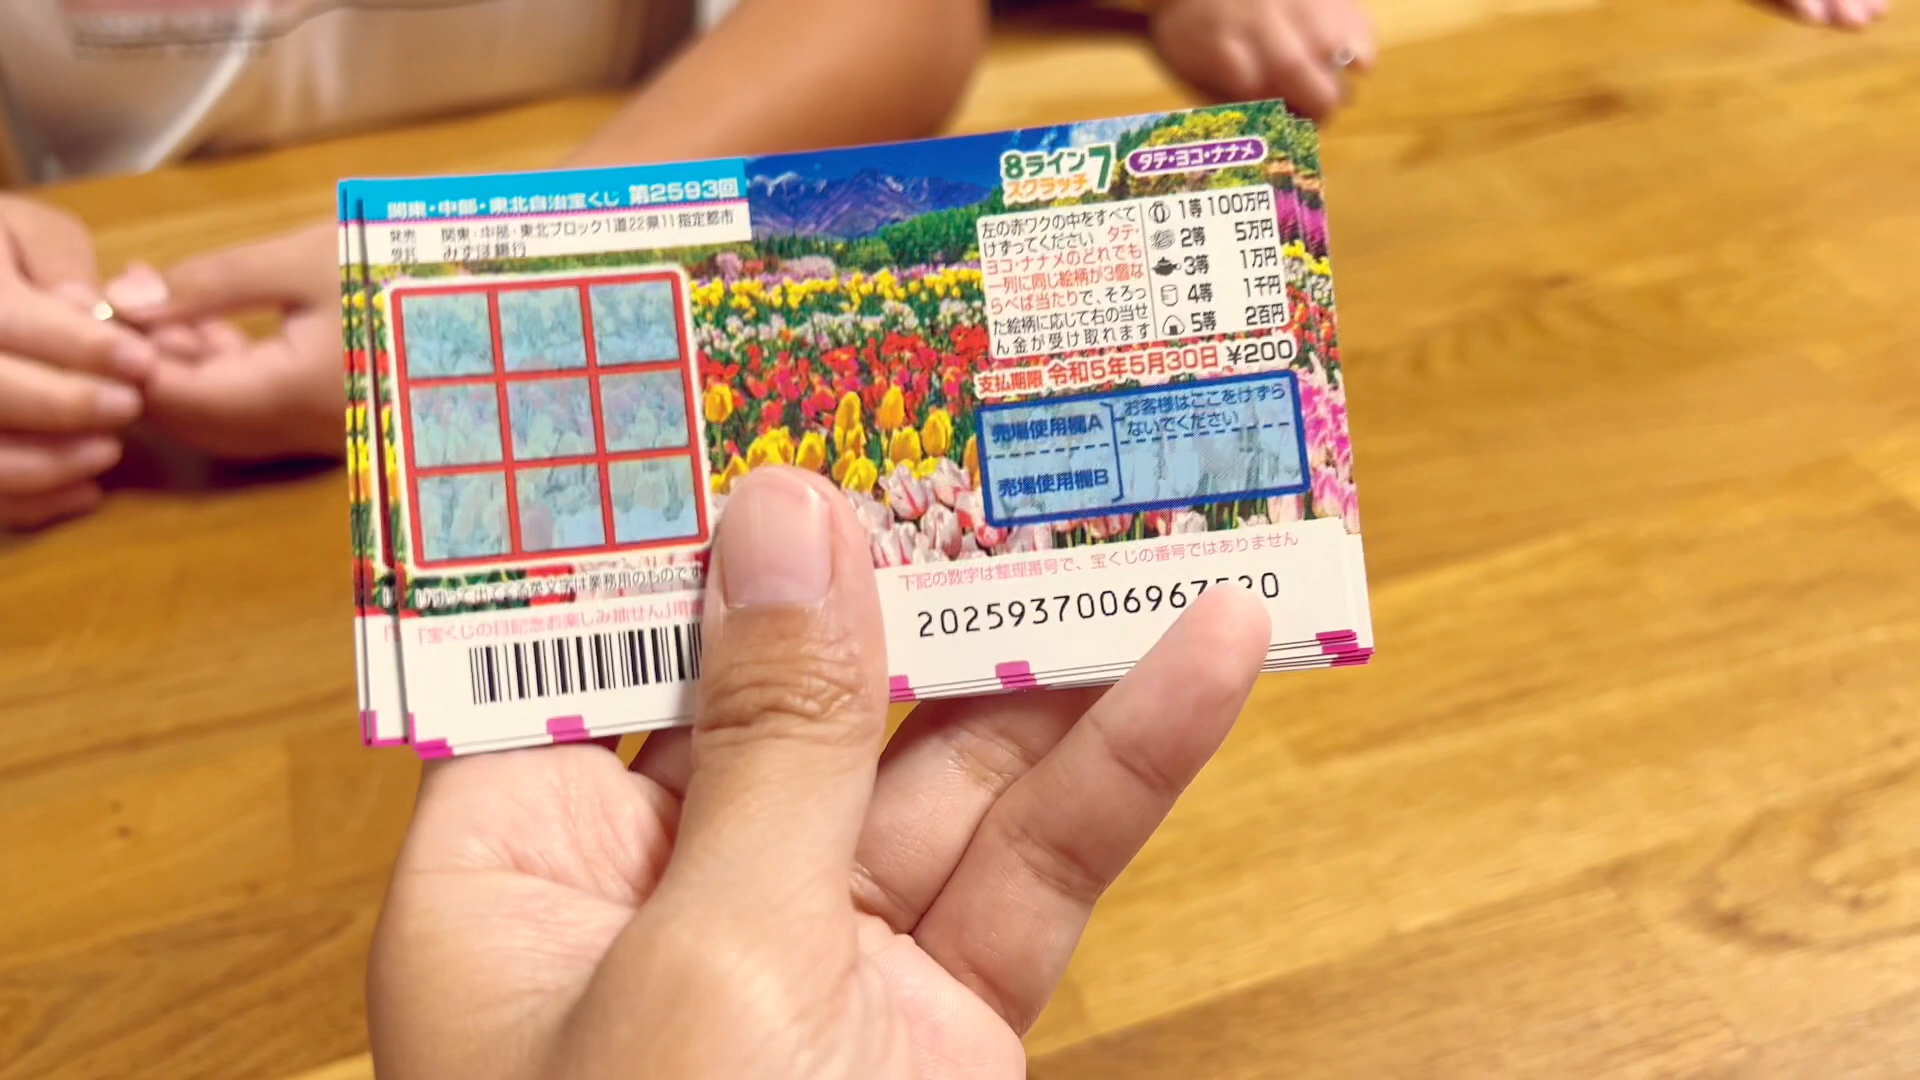 関東・中部・東北自治宝くじ 第2593回
発売 関東・中部・東北ブロック1道22県11指定都市
みずほ銀行
8ライン
スクラッチ7
タテ・ヨコ・ナナメ
左の赤ワクの中をすべて
けずってください タテ・
ヨコ・ナナメのどれでも
一列に同じ絵柄が3個な
らべば当たりで、そろっ
た絵柄に応じて右の当せ
ん金が受け取れます
1等 100万円
2等 5万円
3等 1万円
4等 1千円
5等 2百円
支払期限 令和5年5月30日 ¥200
売場使用欄A
売場使用欄B
お客様はここをけずら
ないでください
英文字は業務用のものです
「宝くじの日記念お楽しみ抽せん」用
下記の数字は整理番号で、宝くじの番号ではありません
2025937006967